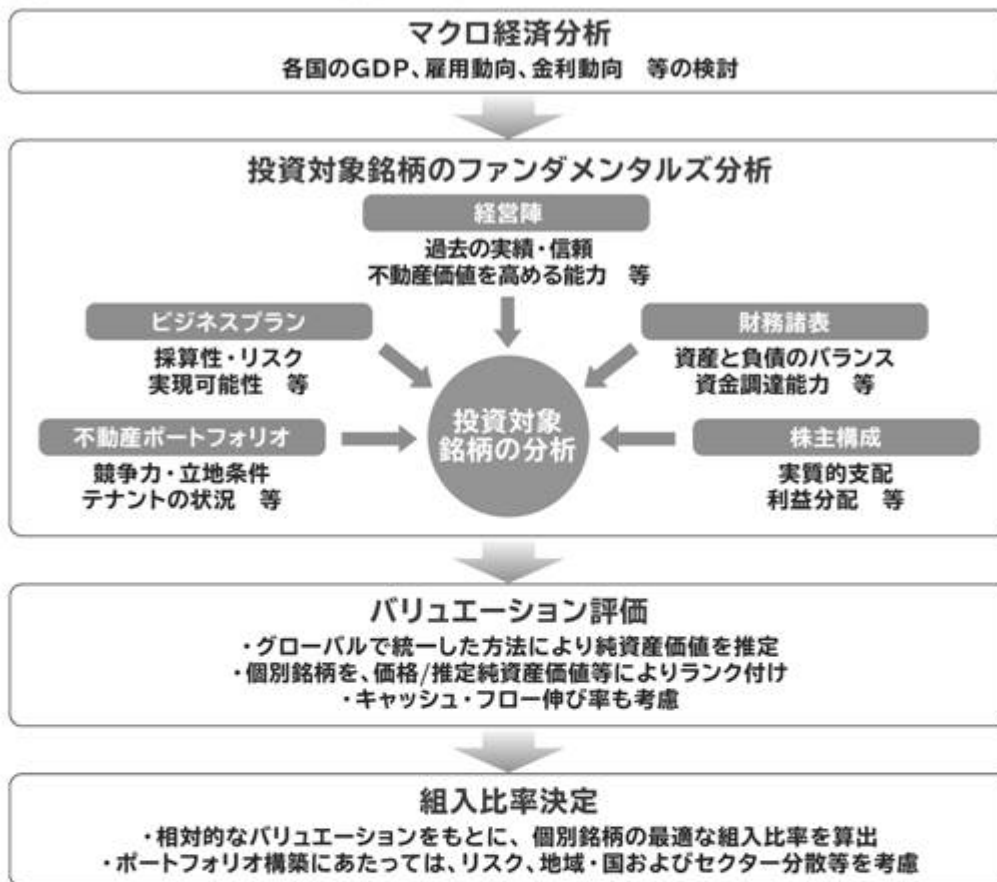 マクロ経済分析
各国のGDP、雇用動向、金利動向　等の検討
投資対象銘柄のファンダメンタルズ分析
経営陣
過去の実績・信頼
不動産価値を高める能力　等
ビジネスプラン
採算性・リスク
実現可能性　等
財務諸表
資産と負債のバランス
資金調達能力　等
不動産ポートフォリオ
競争力・立地条件
テナントの状況　等
投資対象
銘柄の分析
株主構成
実質的支配
利益分配　等
バリュエーション評価
・グローバルで統一した方法により純資産価値を推定
・個別銘柄を、価格/推定純資産価値等によりランク付け
・キャッシュ・フロー伸び率も考慮
組入比率決定
・相対的なバリュエーションをもとに、個別銘柄の最適な組入比率を算出
・ポートフォリオ構築にあたっては、リスク、地域・国およびセクター分散等を考慮